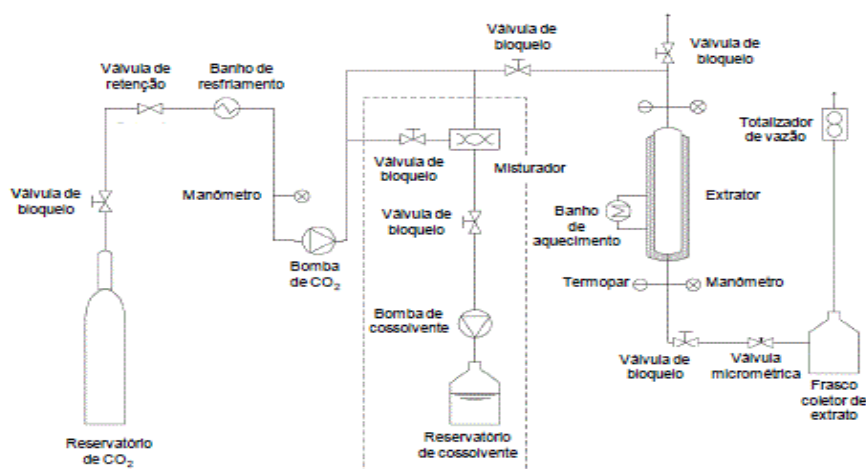 Válvula de
bloqueio
Válvula de
bloqueio
Válvula de
retenção
Banho de
resfriamento
Totalizador
de vazão
Válvula de
bloqueio
Misturador
Válvula de
bloqueio
Manômetro
Válvula de
bloqueio
Extrator
Banho
de
aquecimento
Bomba
de CO₂
Termopar
Manômetro
Bomba de
cossolvente
Válvula de
bloqueio
Válvula
micrométrica
Frasco
coletor de
extrato
Reservatório
de CO₂
Reservatório
de cossolvente